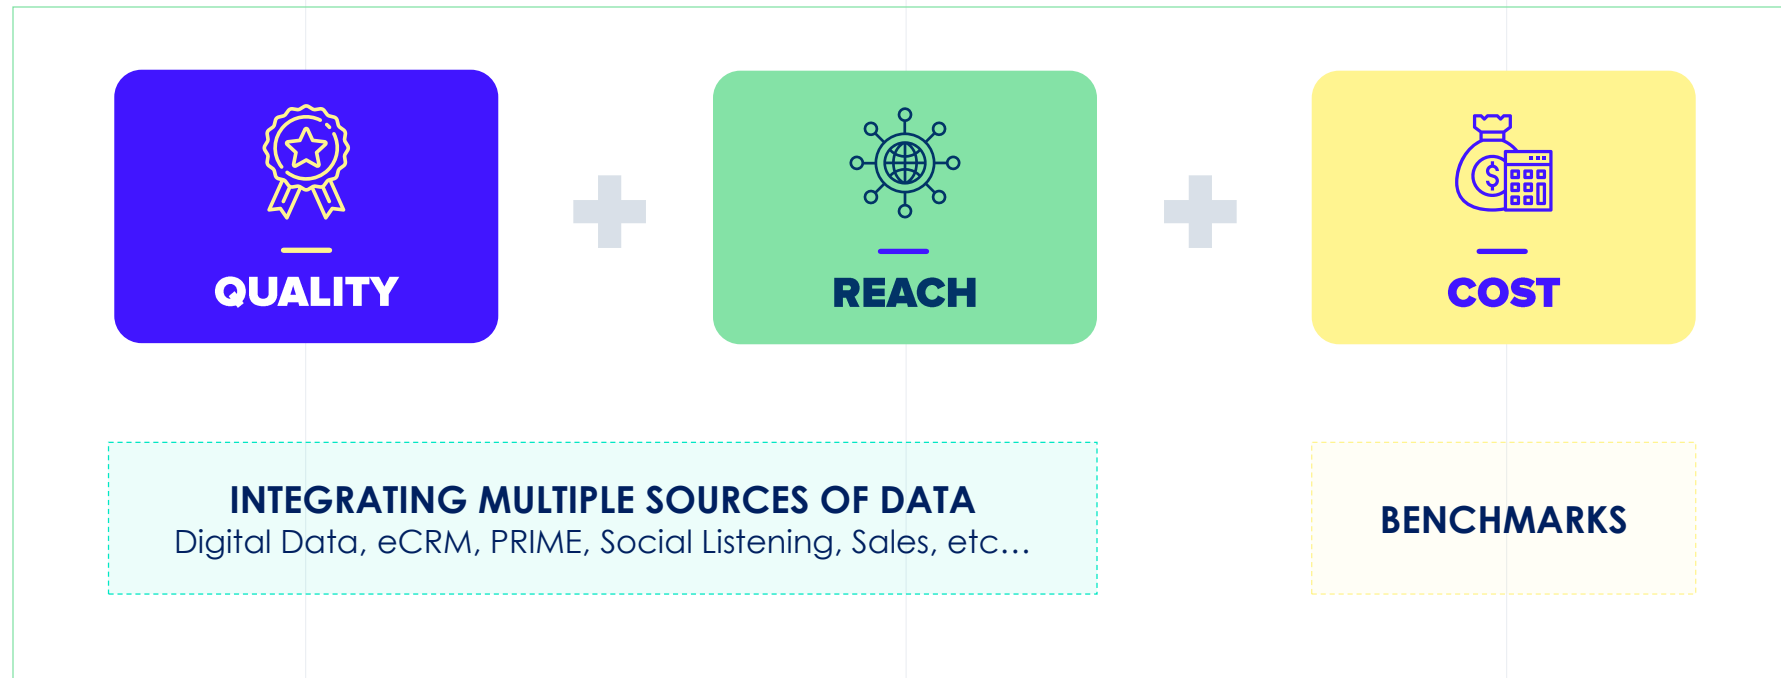 QUALITY
REACH
COST
INTEGRATING MULTIPLE SOURCES OF DATA
Digital Data, eCRM, PRIME, Social Listening, Sales, etc…
BENCHMARKS